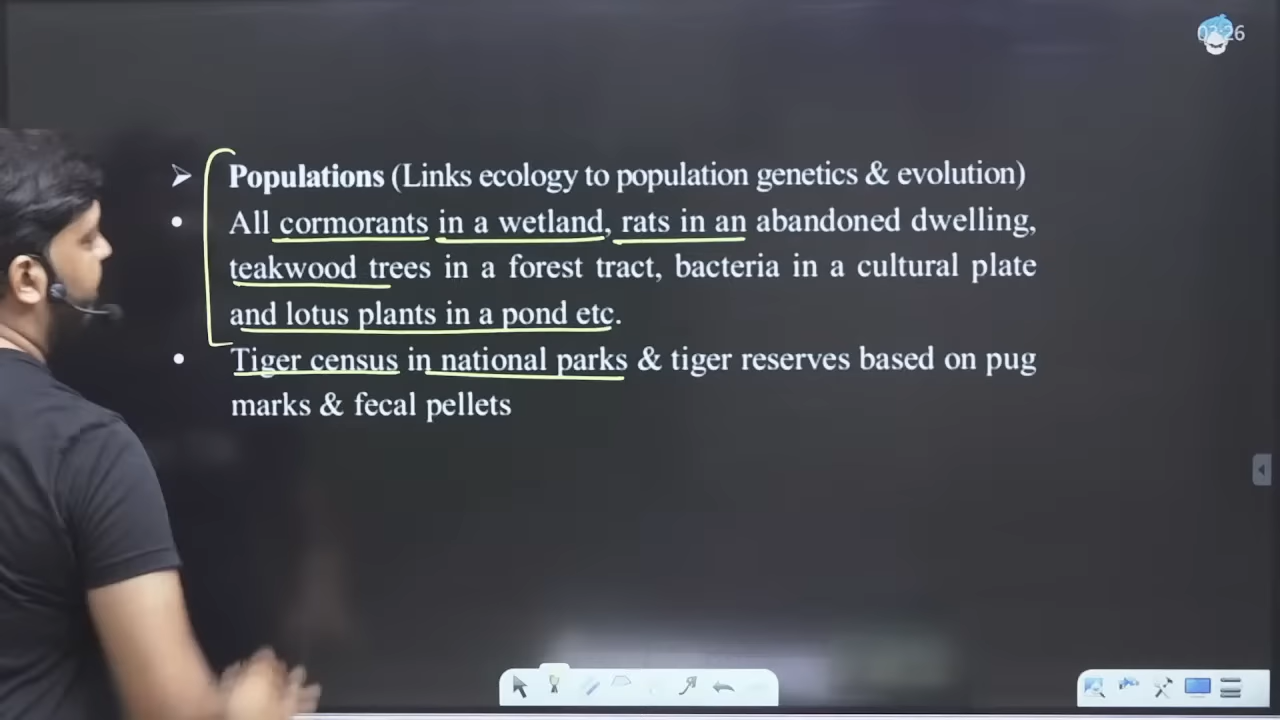 ➤ Populations (Links ecology to population genetics & evolution)
• All cormorants in a wetland, rats in an abandoned dwelling,
teakwood trees in a forest tract, bacteria in a cultural plate
and lotus plants in a pond etc.
• Tiger census in national parks & tiger reserves based on pug
marks & fecal pellets